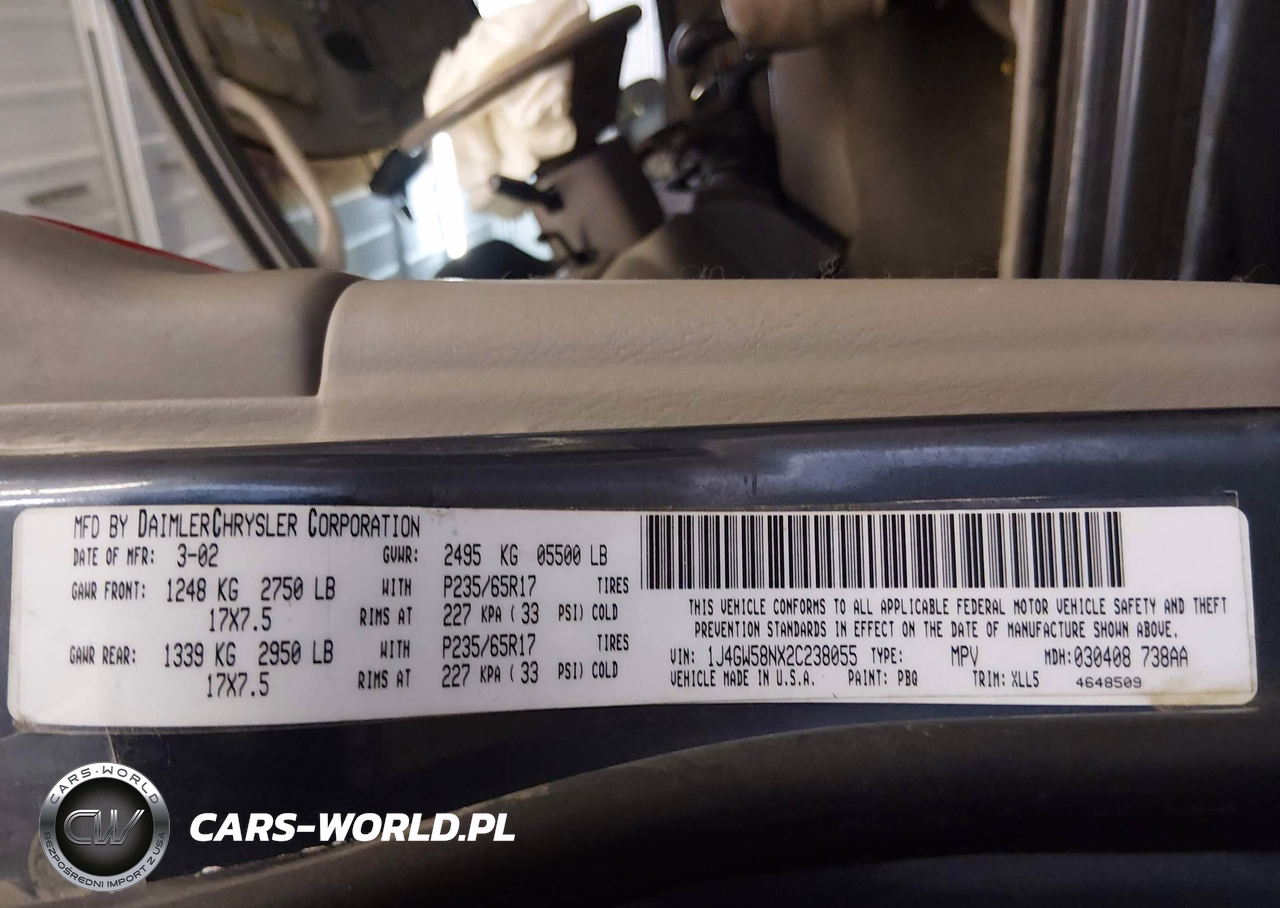 MFD BY DAIMLERCHRYSLER CORPORATION
DATE OF MFR: 3-02 GVWR: 2495 KG 05500 LB
GAWR FRONT: 1248 KG 2750 LB WITH P235/65R17 TIRES
17X7.5 RIMS AT 227 KPA ( 33 PSI) COLD
GAWR REAR: 1339 KG 2950 LB WITH P235/65R17 TIRES
17X7.5 RIMS AT 227 KPA ( 33 PSI) COLD
THIS VEHICLE CONFORMS TO ALL APPLICABLE FEDERAL MOTOR VEHICLE SAFETY AND THEFT
PREVENTION STANDARDS IN EFFECT ON THE DATE OF MANUFACTURE SHOWN ABOVE.
VIN: 1J4GW58NX2C238055 TYPE: MPV MDH: 030408 738AA
VEHICLE MADE IN U.S.A. PAINT: PBQ TRIM: XLL5 4648509
CARS-WORLD
CW
BEZPOŚREDNI IMPORT Z USA
CARS-WORLD.PL